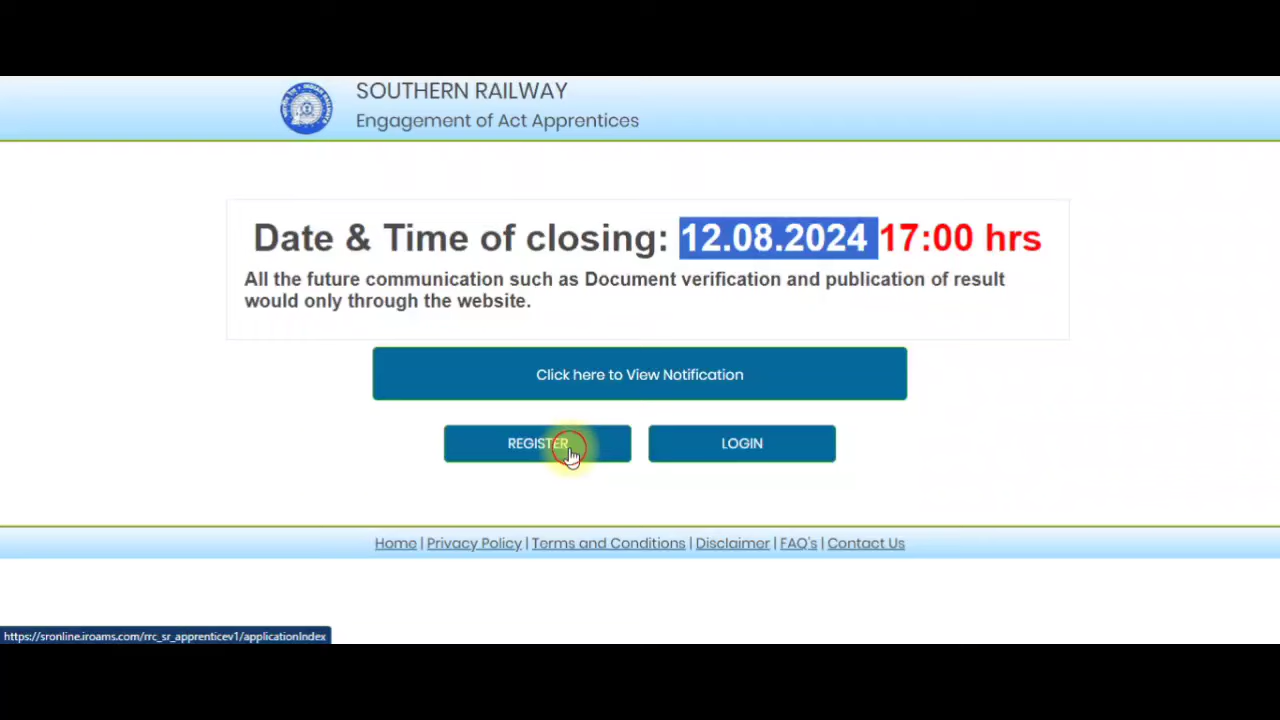 SOUTHERN RAILWAY
Engagement of Act Apprentices
Date & Time of closing: 12.08.2024 17:00 hrs
All the future communication such as Document verification and publication of result
would only through the website.
Click here to View Notification
REGISTER LOGIN
Home | Privacy Policy | Terms and Conditions | Disclaimer | FAQ's | Contact Us
https://sronline.iroams.com/rrc_sr_apprenticev1/applicationIndex